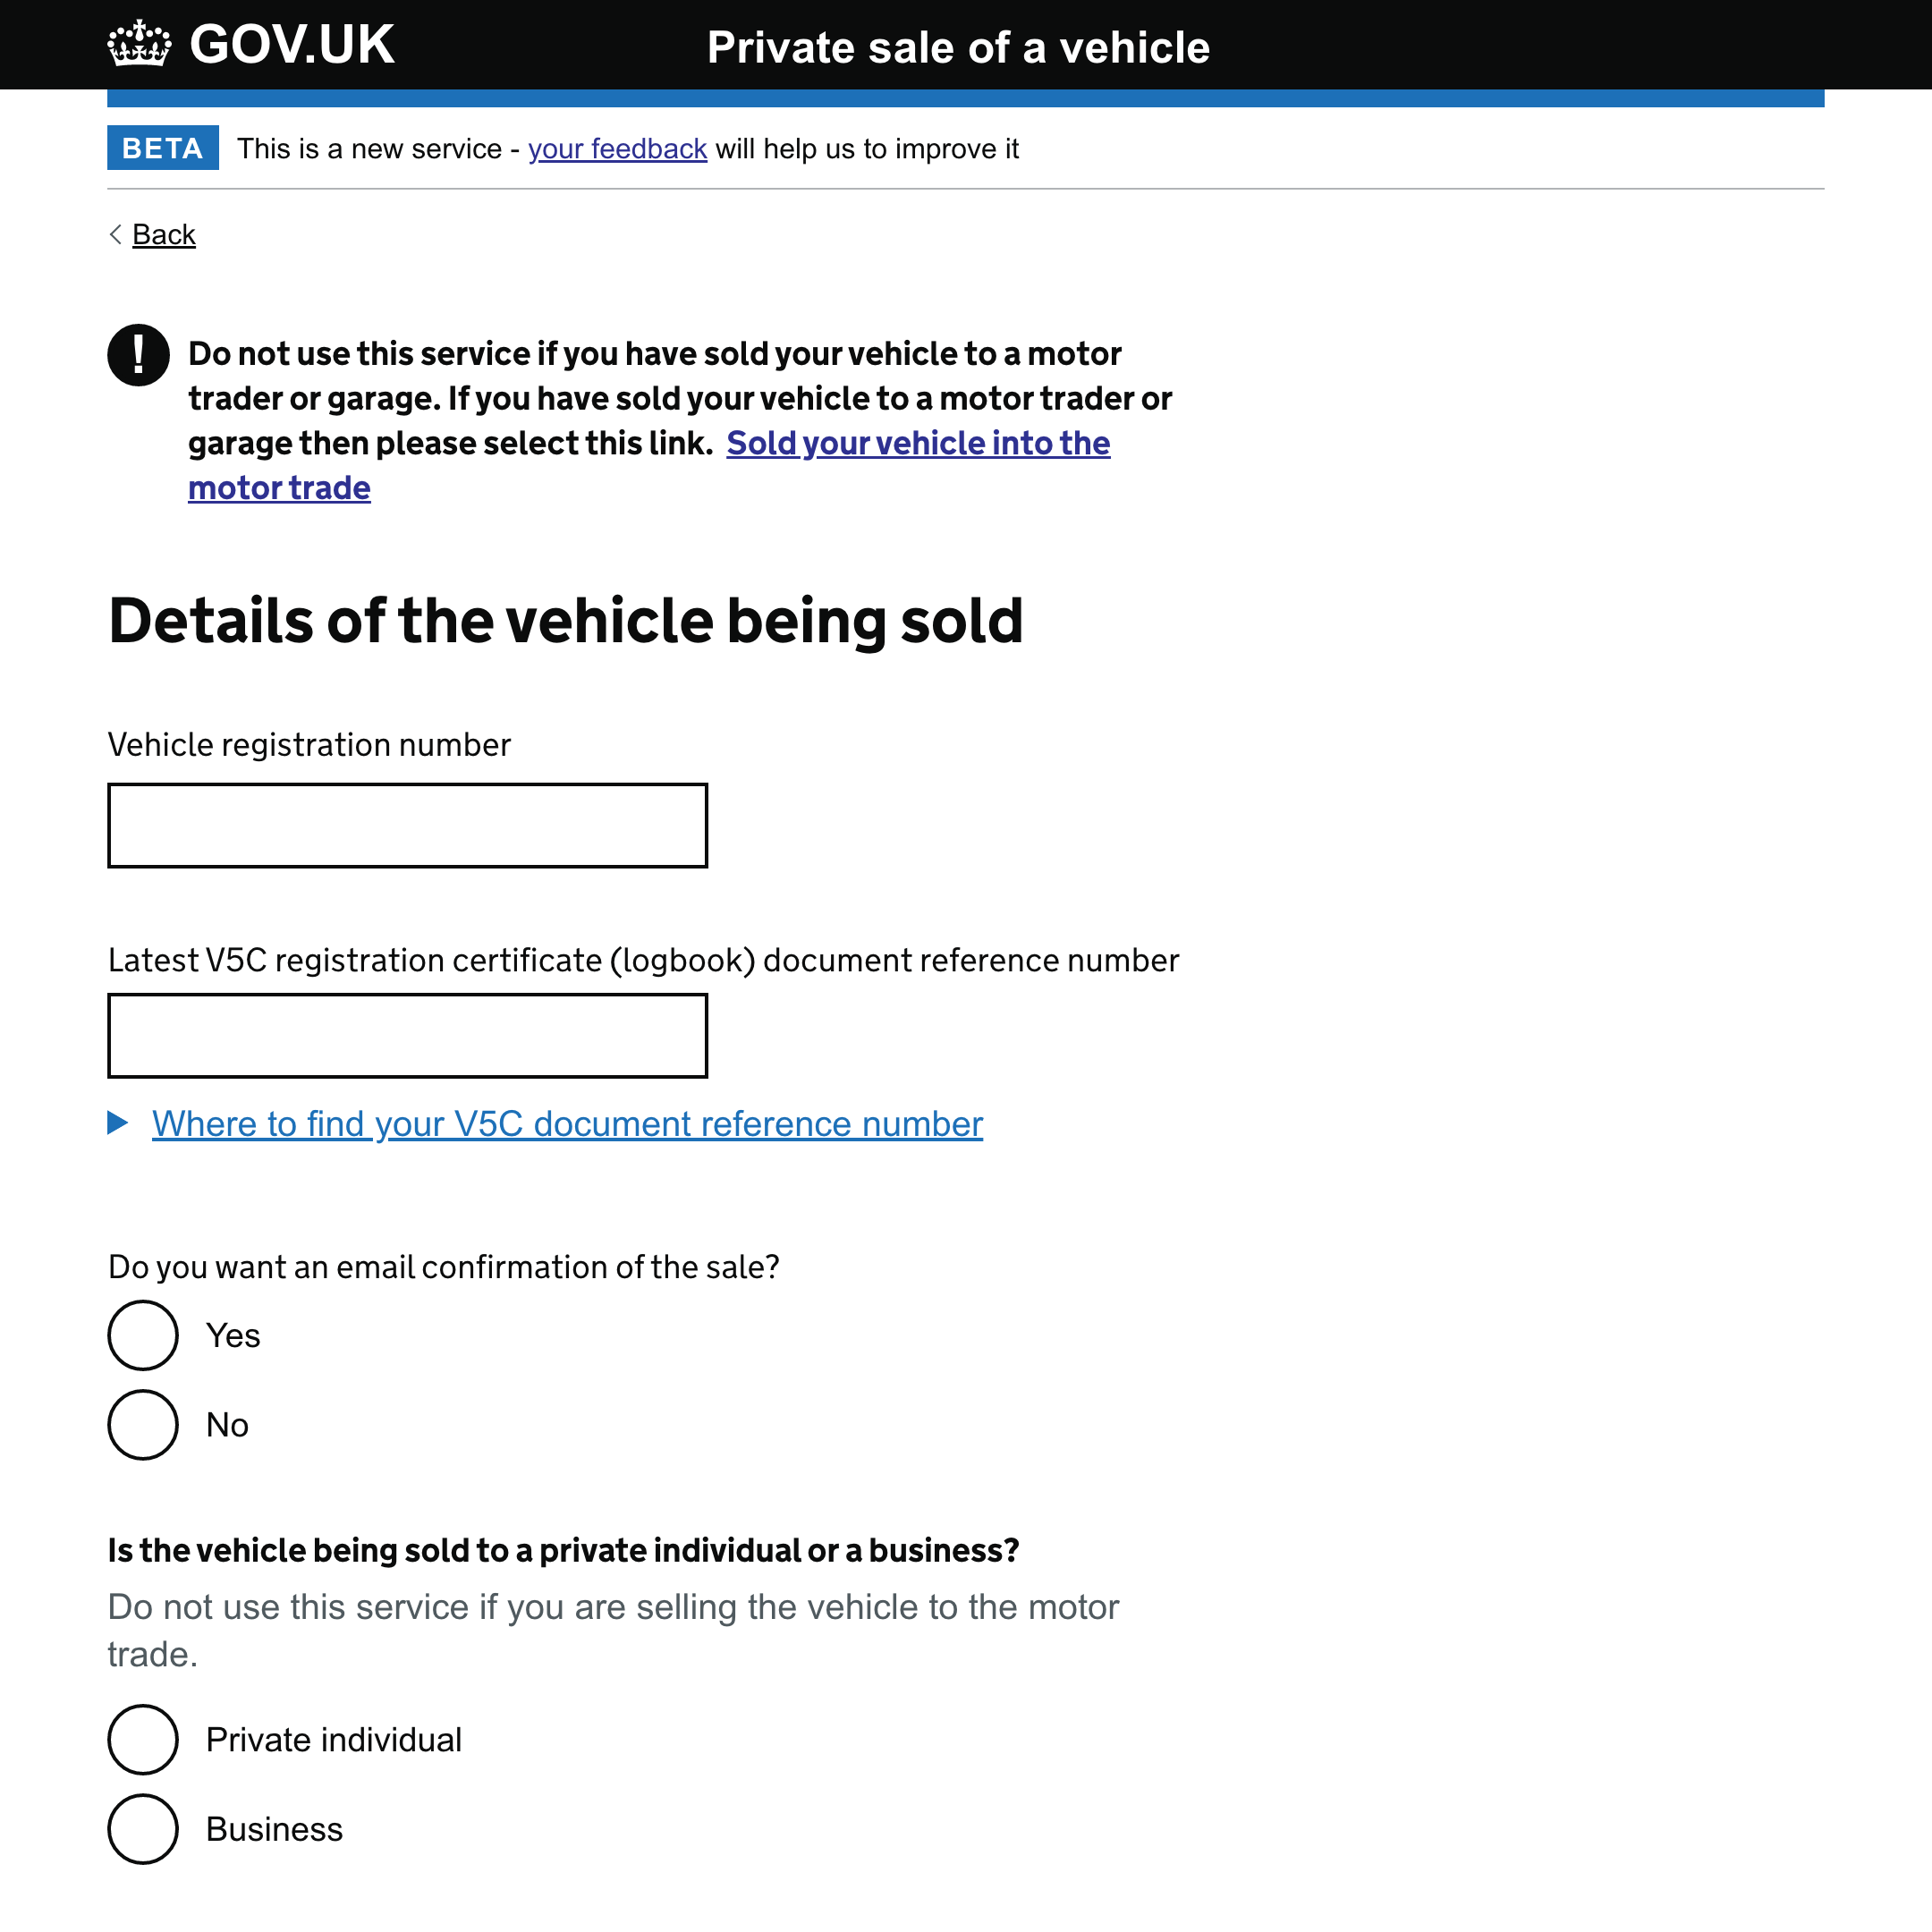 GOV.UK
Private sale of a vehicle
BETA This is a new service - your feedback will help us to improve it
Back
! Do not use this service if you have sold your vehicle to a motor
trader or garage. If you have sold your vehicle to a motor trader or
garage then please select this link. Sold your vehicle into the
motor trade
Details of the vehicle being sold
Vehicle registration number
Latest V5C registration certificate (logbook) document reference number
Where to find your V5C document reference number
Do you want an email confirmation of the sale?
Yes
No
Is the vehicle being sold to a private individual or a business?
Do not use this service if you are selling the vehicle to the motor
trade.
Private individual
Business